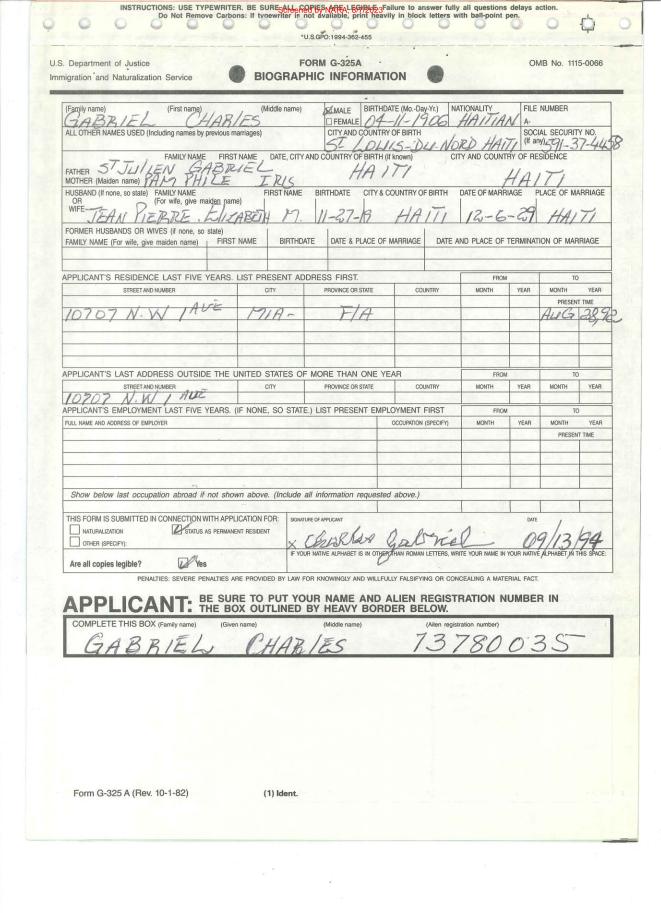 INSTRUCTIONS: USE TYPEWRITER. BE SURE ALL COPIES ARE LEGIBLE. Failure to answer fully all questions delays action.
Do Not Remove Carbons: If typewriter is not available, print heavily in block letters with ball-point pen.
Screened by NARA,
*U.S.GPO:1994-362-455
U.S. Department of Justice FORM G-325A OMB No. 1115-0066
Immigration and Naturalization Service BIOGRAPHIC INFORMATION
(Family name) (First name) (Middle name) MALE BIRTHDATE (Mo.-Day-Yr.) NATIONALITY FILE NUMBER
GABRIEL CHARLES FEMALE 04-11-1906 HAITIAN A-
ALL OTHER NAMES USED (Including names by previous marriages) CITY AND COUNTRY OF BIRTH SOCIAL SECURITY NO.
ST LOUIS-DU-NORD HAITI (If any) 591-37-4458
FAMILY NAME FIRST NAME DATE, CITY AND COUNTRY OF BIRTH (If known) CITY AND COUNTRY OF RESIDENCE
FATHER ST JULIEN GABRIEL HAITI HAITI
MOTHER (Maiden name) PAM PHILE IRIS
HUSBAND (If none, so state) FAMILY NAME FIRST NAME BIRTHDATE CITY & COUNTRY OF BIRTH DATE OF MARRIAGE PLACE OF MARRIAGE
OR (For wife, give maiden name)
WIFE JEAN PIERRE. ELIZABETH M. 11-27-19 HAITI 12-6-29 HAITI
FORMER HUSBANDS OR WIVES (if none, so state)
FAMILY NAME (For wife, give maiden name) FIRST NAME BIRTHDATE DATE & PLACE OF MARRIAGE DATE AND PLACE OF TERMINATION OF MARRIAGE
APPLICANT'S RESIDENCE LAST FIVE YEARS. LIST PRESENT ADDRESS FIRST. FROM TO
STREET AND NUMBER CITY PROVINCE OR STATE COUNTRY MONTH YEAR MONTH YEAR
PRESENT TIME
10707 N.W 1 AVE MIA- F/A AUG 28,92
APPLICANT'S LAST ADDRESS OUTSIDE THE UNITED STATES OF MORE THAN ONE YEAR FROM TO
STREET AND NUMBER CITY PROVINCE OR STATE COUNTRY MONTH YEAR MONTH YEAR
10707 N.W 1 AVE
APPLICANT'S EMPLOYMENT LAST FIVE YEARS. (IF NONE, SO STATE.) LIST PRESENT EMPLOYMENT FIRST FROM TO
FULL NAME AND ADDRESS OF EMPLOYER OCCUPATION (SPECIFY) MONTH YEAR MONTH YEAR
PRESENT TIME
Show below last occupation abroad if not shown above. (Include all information requested above.)
THIS FORM IS SUBMITTED IN CONNECTION WITH APPLICATION FOR: SIGNATURE OF APPLICANT DATE
NATURALIZATION STATUS AS PERMANENT RESIDENT
OTHER (SPECIFY): x Charles Gabriel 09/13/94
IF YOUR NATIVE ALPHABET IS IN OTHER THAN ROMAN LETTERS, WRITE YOUR NAME IN YOUR NATIVE ALPHABET IN THIS SPACE:
Are all copies legible? Yes
PENALTIES: SEVERE PENALTIES ARE PROVIDED BY LAW FOR KNOWINGLY AND WILLFULLY FALSIFYING OR CONCEALING A MATERIAL FACT.
APPLICANT: BE SURE TO PUT YOUR NAME AND ALIEN REGISTRATION NUMBER IN
THE BOX OUTLINED BY HEAVY BORDER BELOW.
COMPLETE THIS BOX (Family name) (Given name) (Middle name) (Alien registration number)
GABRIEL CHARLES 73780035
Form G-325 A (Rev. 10-1-82) (1) Ident.